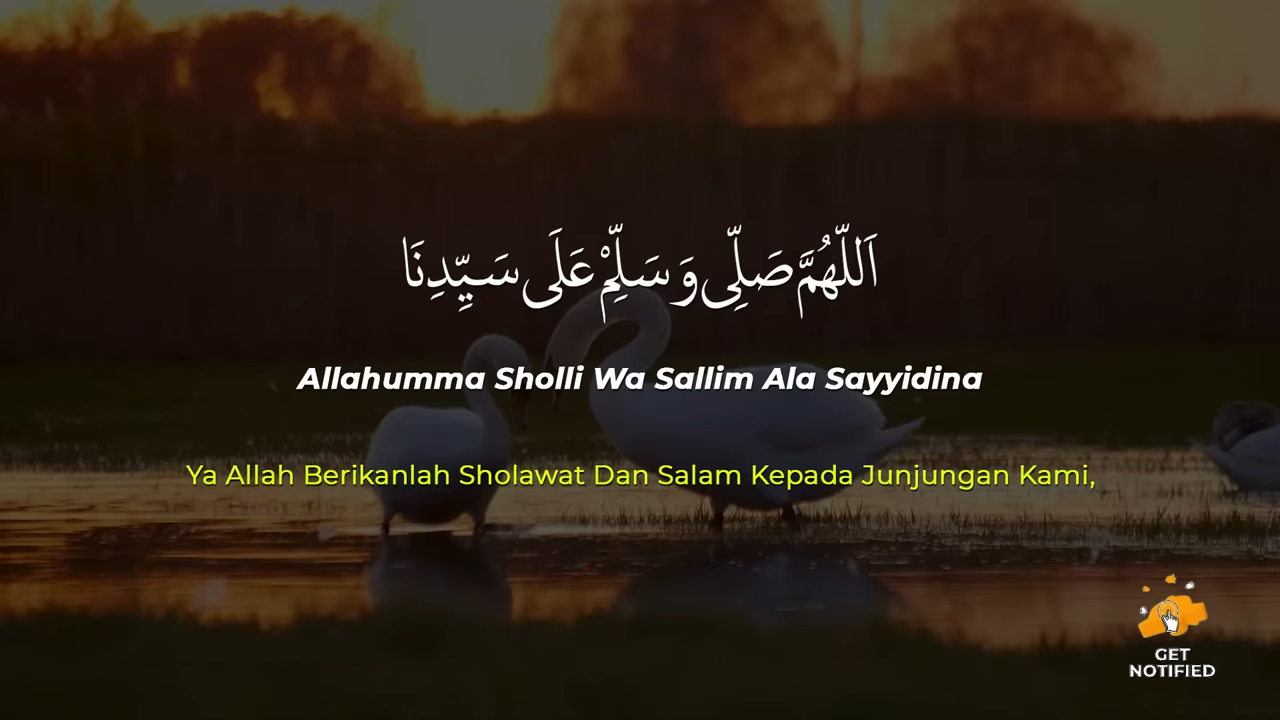 اَللّهُمَّ صَلِّى وَ سَلِّمْ عَلَى سَيِّدِنَا
Allahumma Sholli Wa Sallim Ala Sayyidina
Ya Allah Berikanlah Sholawat Dan Salam Kepada Junjungan Kami,
GET
NOTIFIED